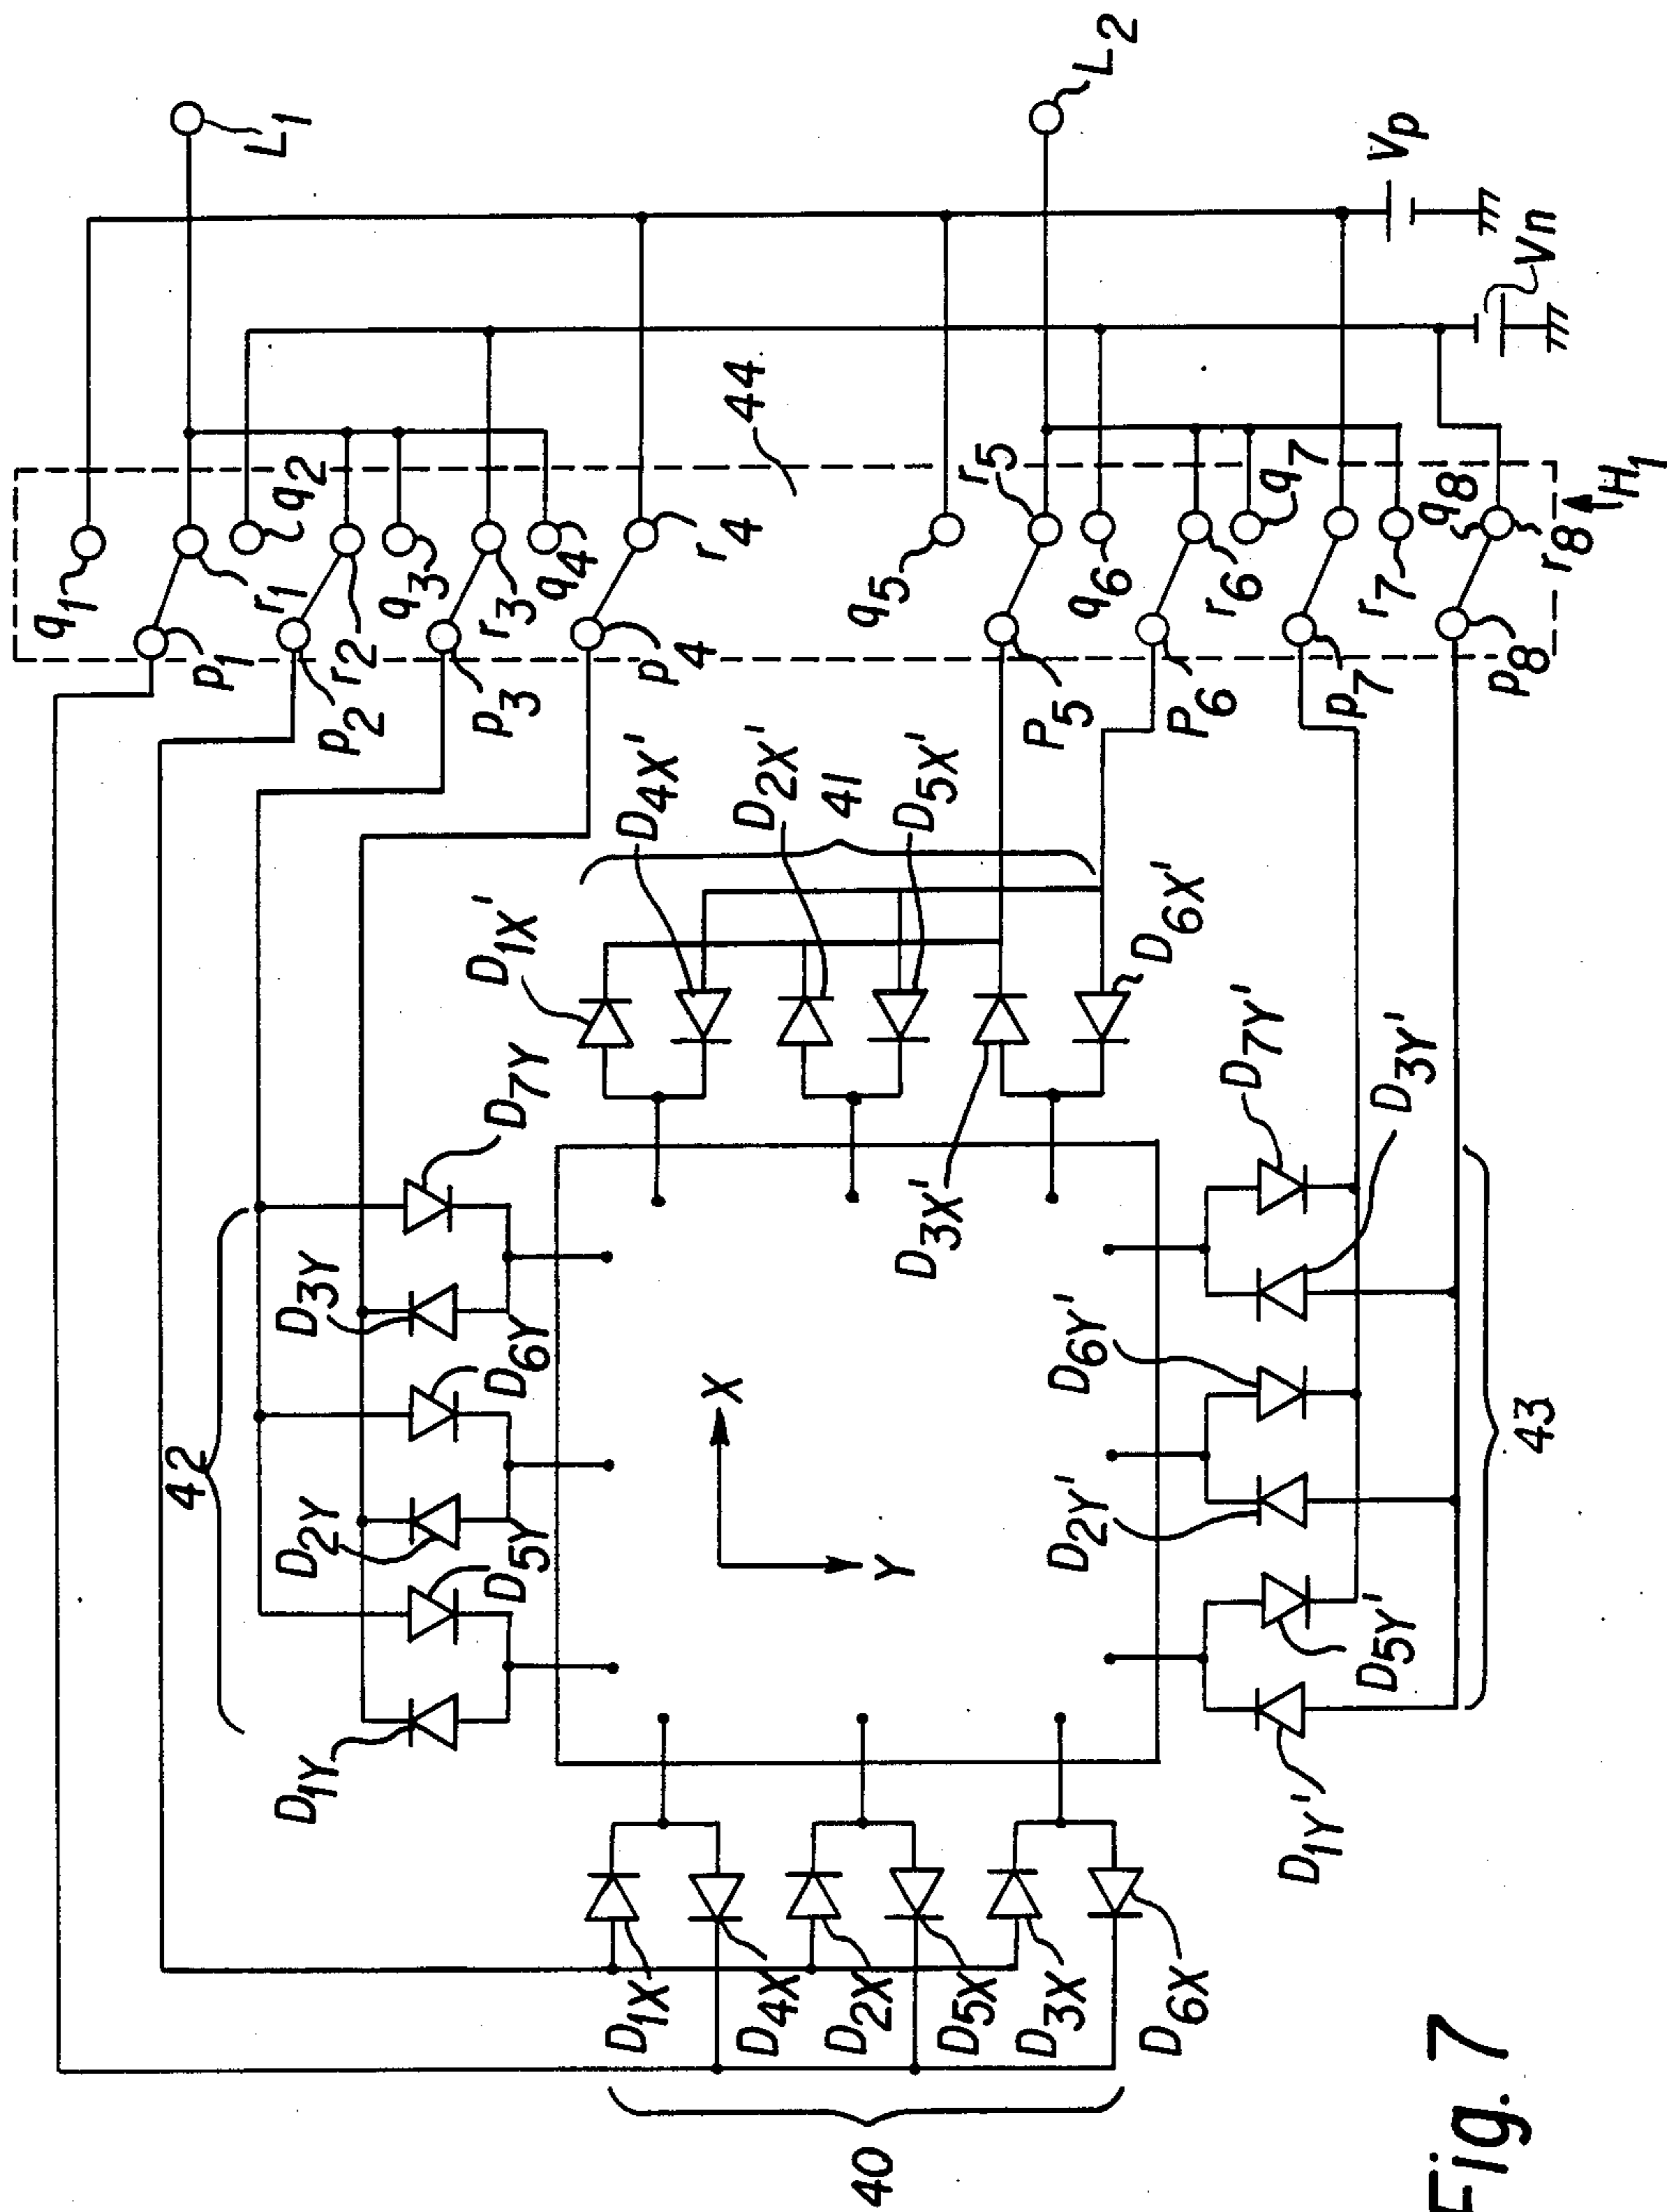 q1
L1
p1
r1
q2
p2
r2
q3
p3
r3
q4
p4
r4
44
q5
r5
L2
P5
q6
P6
r6
q7
p7
r7
q8
p8
r8
H1
Vp
Vn
42
D1Y
D2Y
D5Y
D3Y
D6Y
D7Y
D1X'
D4X'
D2X'
41
D5X'
D3X'
D6X'
X
Y
D1X
D4X
D2X
D5X
D3X
D6X
40
D1Y'
D5Y'
D2Y'
D6Y'
D7Y'
D3Y'
43
Fig. 7